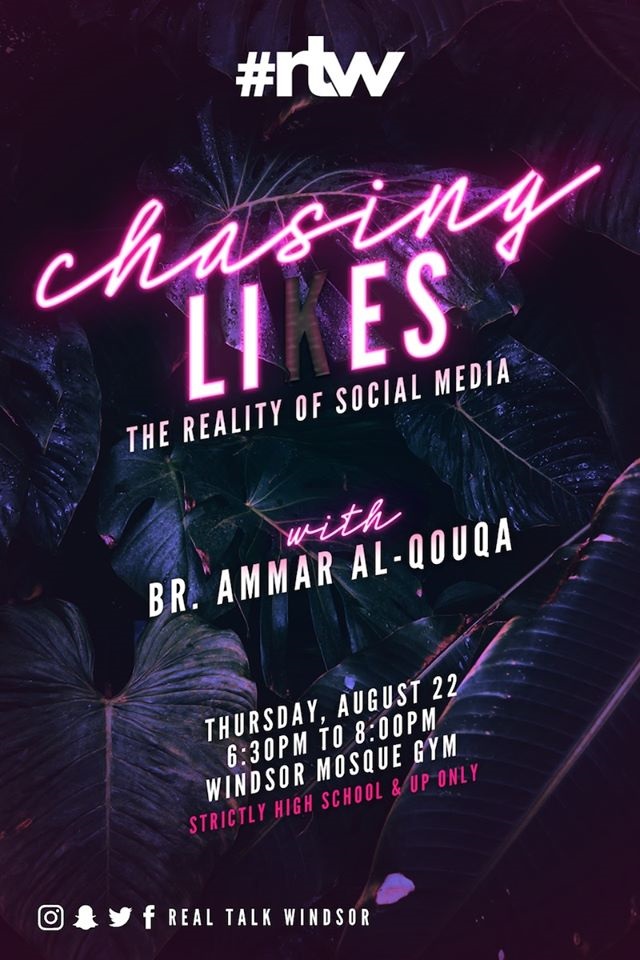 #rtw
chasing
LIKES
THE REALITY OF SOCIAL MEDIA
with
BR. AMMAR AL-QOUQA
THURSDAY, AUGUST 22
6:30PM TO 8:00PM
WINDSOR MOSQUE GYM
STRICTLY HIGH SCHOOL & UP ONLY
REAL TALK WINDSOR